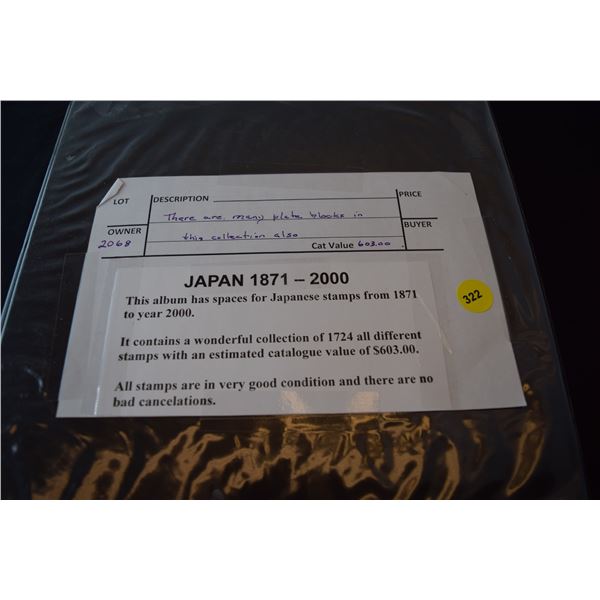 LOT
DESCRIPTION
PRICE
There are many plate blocks in
OWNER
2068
BUYER
this collection also
Cat Value 603.00
JAPAN 1871 – 2000
This album has spaces for Japanese stamps from 1871
to year 2000.
It contains a wonderful collection of 1724 all different
stamps with an estimated catalogue value of $603.00.
All stamps are in very good condition and there are no
bad cancelations.
322